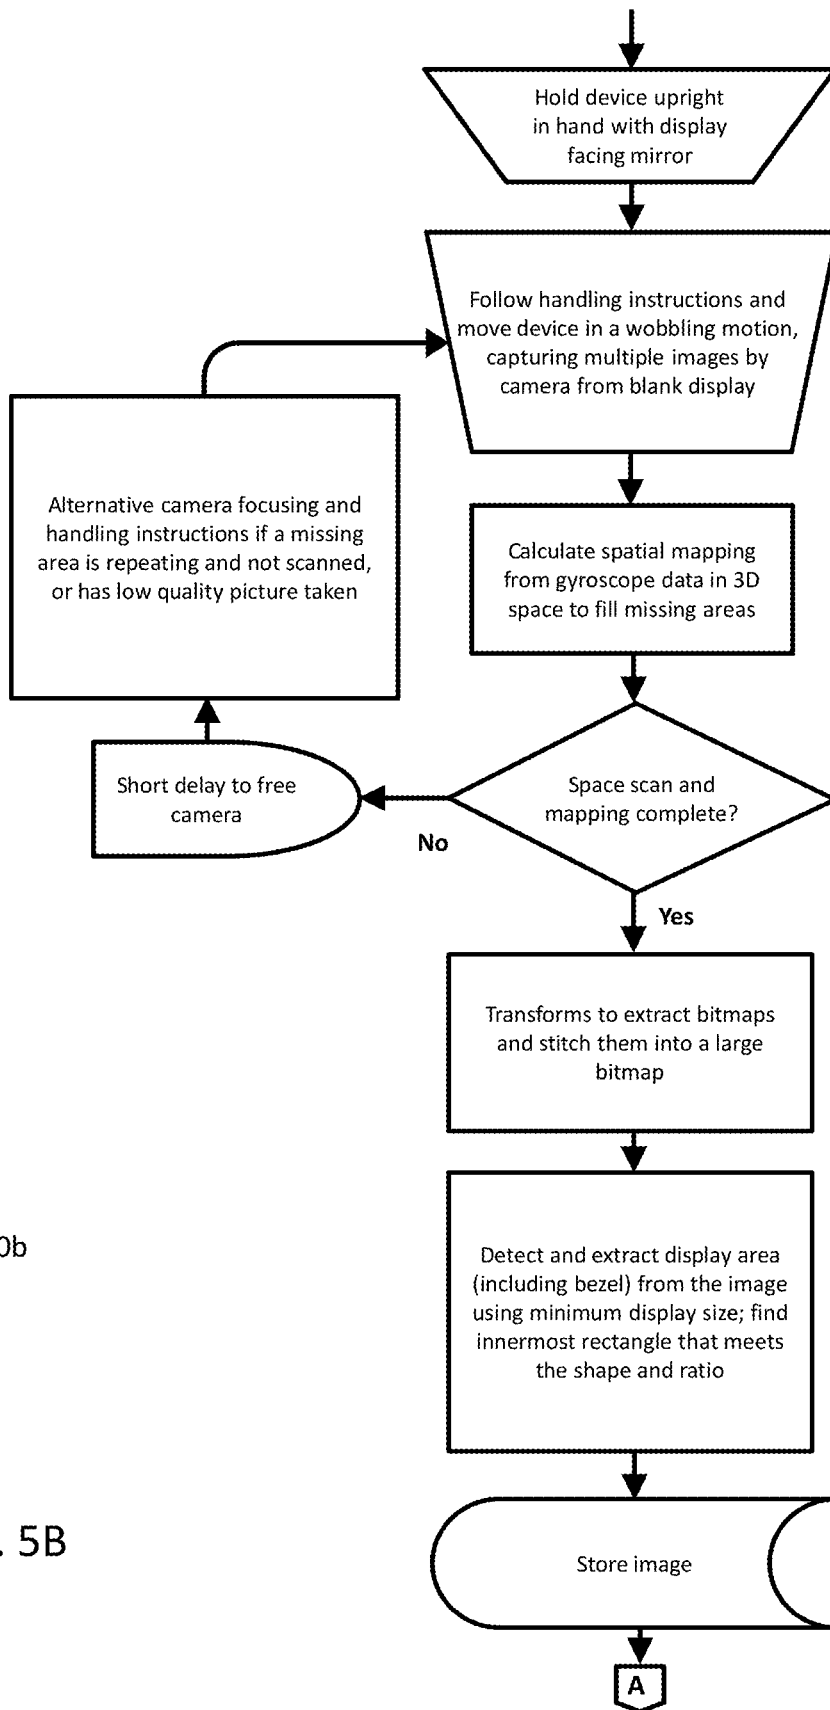 Hold device upright
in hand with display
facing mirror
Follow handling instructions and
move device in a wobbling motion,
capturing multiple images by
camera from blank display
Alternative camera focusing and
handling instructions if a missing
area is repeating and not scanned,
or has low quality picture taken
Calculate spatial mapping
from gyroscope data in 3D
space to fill missing areas
Short delay to free
camera
Space scan and
mapping complete?
No
Yes
Transforms to extract bitmaps
and stitch them into a large
bitmap
0b
Detect and extract display area
(including bezel) from the image
using minimum display size; find
innermost rectangle that meets
the shape and ratio
. 5B
Store image
A